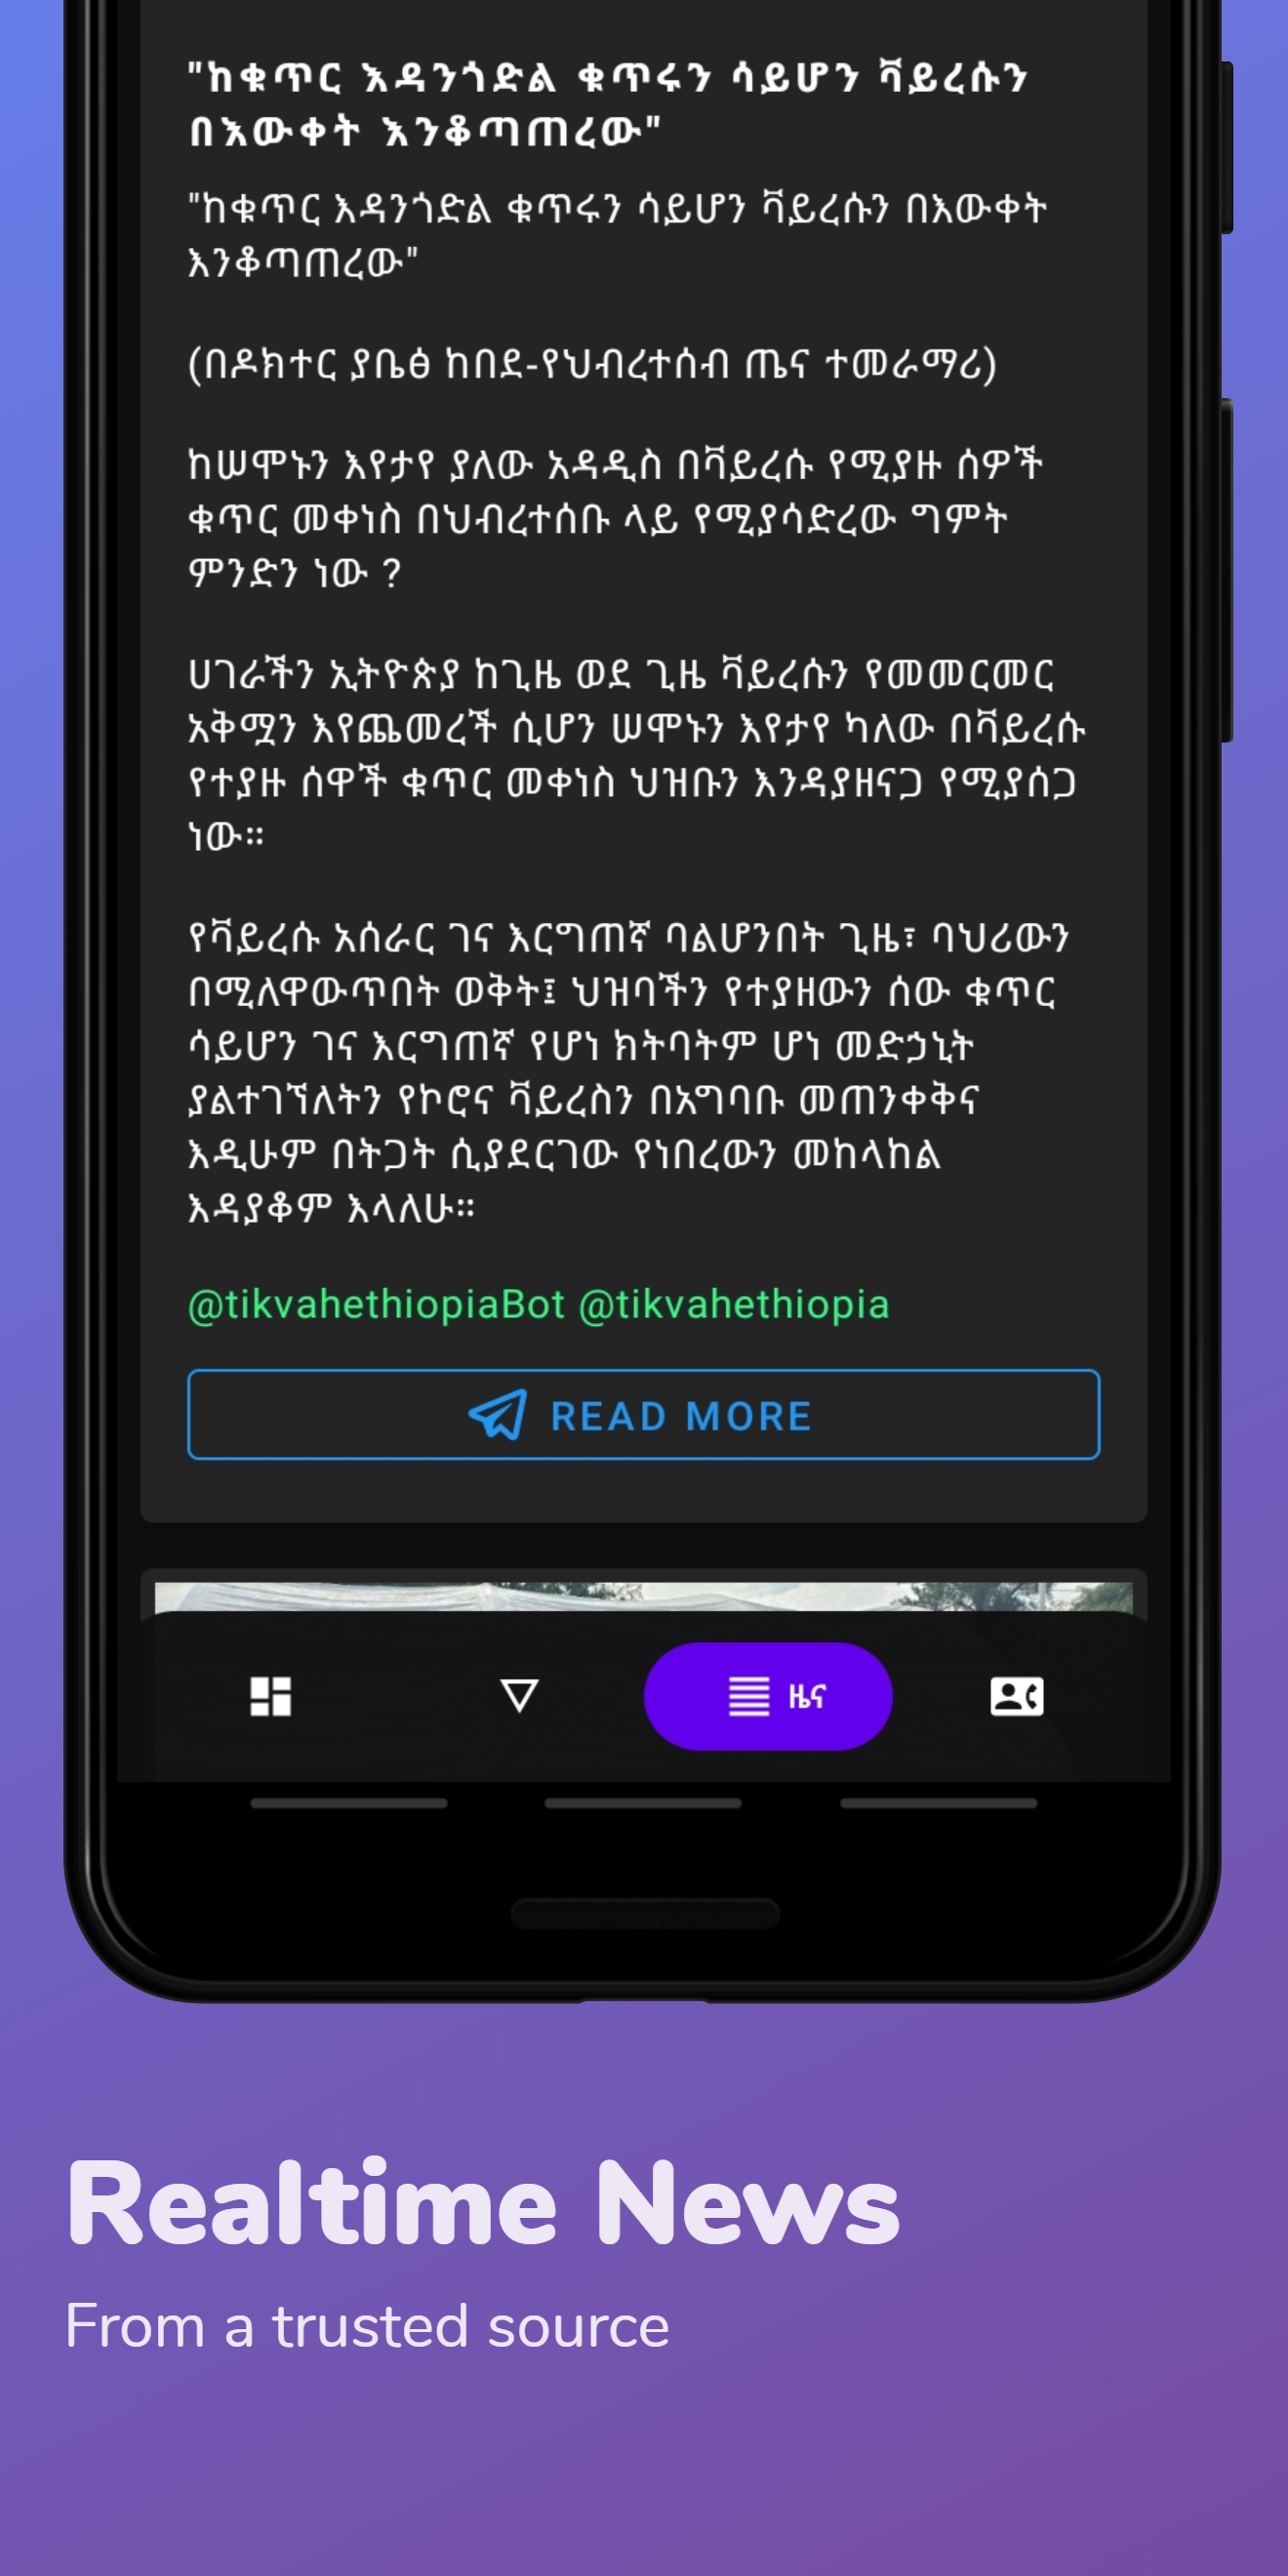 "ከቁጥር እዳንጎድል ቁጥሩን ሳይሆን ቫይረሱን
በእውቀት እንቆጣጠረው"
"ከቁጥር እዳንጎድል ቁጥሩን ሳይሆን ቫይረሱን በእውቀት
እንቆጣጠረው"
(በዶክተር ያቤፅ ከበደ-የህብረተሰብ ጤና ተመራማሪ)
ከሠሞኑን እየታየ ያለው አዳዲስ በቫይረሱ የሚያዙ ሰዎች
ቁጥር መቀነስ በህብረተሰቡ ላይ የሚያሳድረው ግምት
ምንድን ነው ?
ሀገራችን ኢትዮጵያ ከጊዜ ወደ ጊዜ ቫይረሱን የመመርመር
አቅሟን እየጨመረች ሲሆን ሠሞኑን እየታየ ካለው በቫይረሱ
የተያዙ ሰዋች ቁጥር መቀነስ ህዝቡን እንዳያዘናጋ የሚያሰጋ
ነው።
የቫይረሱ አሰራር ገና እርግጠኛ ባልሆንበት ጊዜ፣ ባህሪውን
በሚለዋውጥበት ወቅት፤ ህዝባችን የተያዘውን ሰው ቁጥር
ሳይሆን ገና እርግጠኛ የሆነ ክትባትም ሆነ መድኃኒት
ያልተገኘለትን የኮሮና ቫይረስን በአግባቡ መጠንቀቅና
እዲሁም በትጋት ሲያደርገው የነበረውን መከላከል
እዳያቆም እላለሁ።
@tikvahethiopiaBot @tikvahethiopia
READ MORE
ዜና
Realtime News
From a trusted source